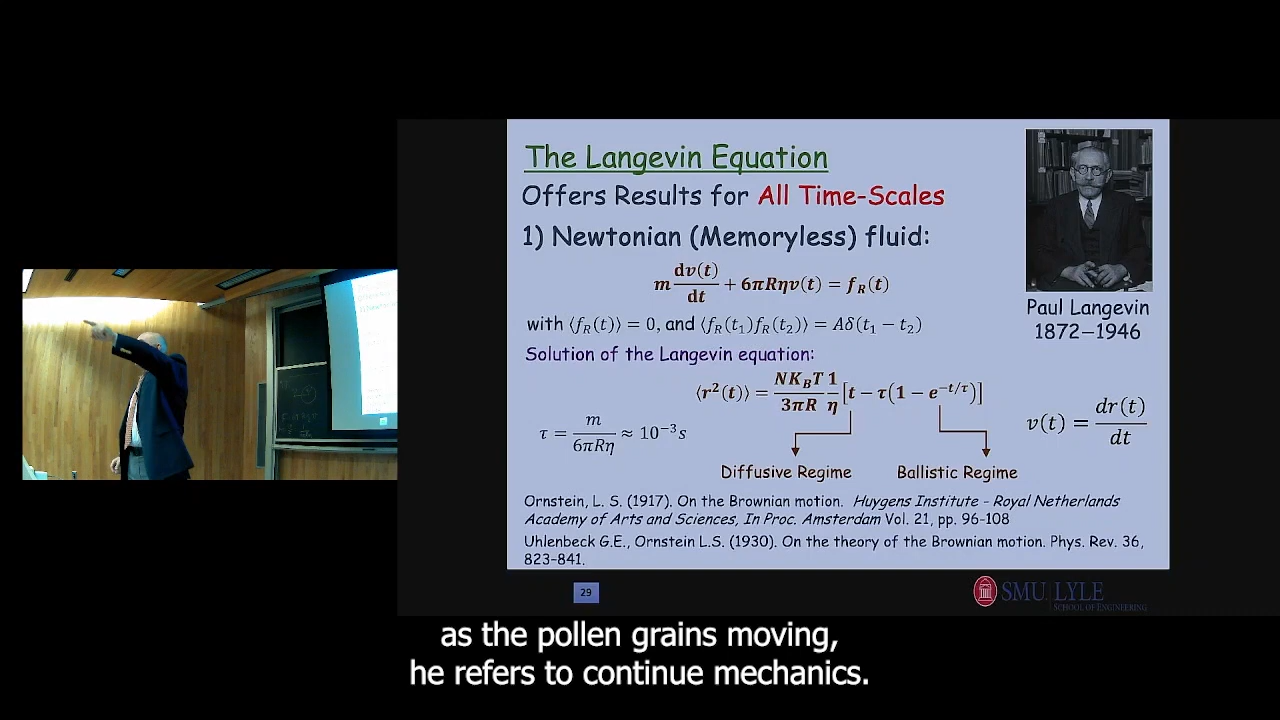 The Langevin Equation
Offers Results for All Time-Scales
1) Newtonian (Memoryless) fluid:
m dv(t)/dt + 6πRηv(t) = f_R(t)
with ⟨f_R(t)⟩ = 0, and ⟨f_R(t₁)f_R(t₂)⟩ = Aδ(t₁ − t₂)
Solution of the Langevin equation:
⟨r²(t)⟩ = NK_BT/3πR 1/η [t − τ(1 − e^(−t/τ))]
τ = m/6πRη ≈ 10⁻³s
Diffusive Regime
Ballistic Regime
v(t) = dr(t)/dt
Paul Langevin
1872−1946
Ornstein, L. S. (1917). On the Brownian motion. Huygens Institute - Royal Netherlands
Academy of Arts and Sciences, In Proc. Amsterdam Vol. 21, pp. 96-108
Uhlenbeck G.E., Ornstein L.S. (1930). On the theory of the Brownian motion. Phys. Rev. 36,
823–841.
29
SMU LYLE
SCHOOL OF ENGINEERING
as the pollen grains moving,
he refers to continue mechanics.